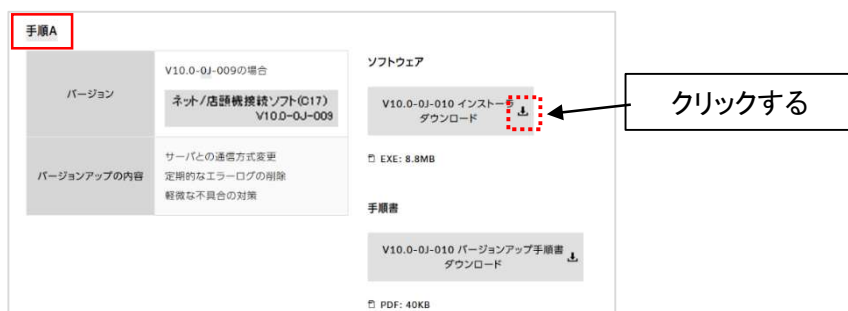 手順A
バージョン
V10.0-0J-009の場合
ネット/店頭機接続ソフト(C17)
V10.0-0J-009
バージョンアップの内容
サーバとの通信方式変更
定期的なエラーログの削除
軽微な不具合の対策
ソフトウェア
V10.0-0J-010 インストーラ
ダウンロード
EXE: 8.8MB
手順書
V10.0-0J-010 バージョンアップ手順書
ダウンロード
PDF: 40KB
クリックする